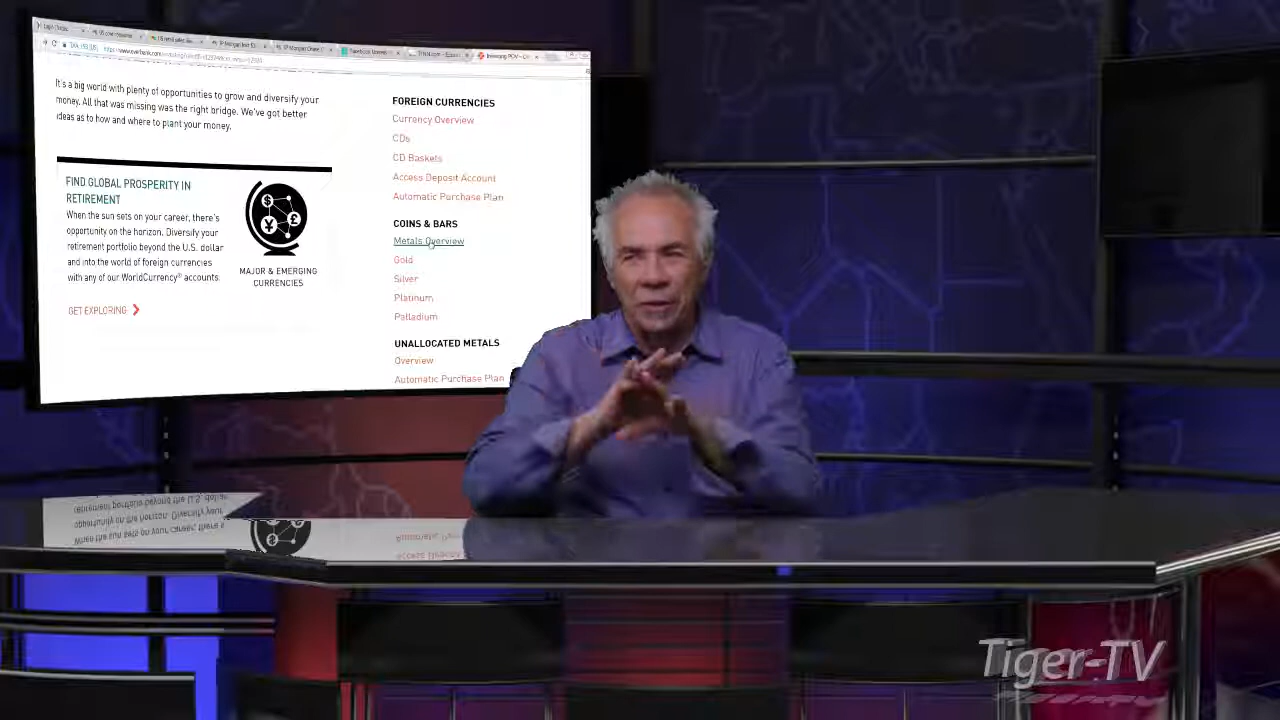 It's a big world with plenty of opportunities to grow and diversify your
money. All that was missing was the right bridge. We've got better
ideas as to how and where to plant your money.
FIND GLOBAL PROSPERITY IN
RETIREMENT
When the sun sets on your career, there's
opportunity on the horizon. Diversify your
retirement portfolio beyond the U.S. dollar
and into the world of foreign currencies
with any of our WorldCurrency® accounts.
GET EXPLORING
MAJOR & EMERGING
CURRENCIES
FOREIGN CURRENCIES
Currency Overview
CDs
CD Baskets
Access Deposit Account
Automatic Purchase Plan
COINS & BARS
Metals Overview
Gold
Silver
Platinum
Palladium
UNALLOCATED METALS
Overview
Automatic Purchase Plan
Tiger-TV